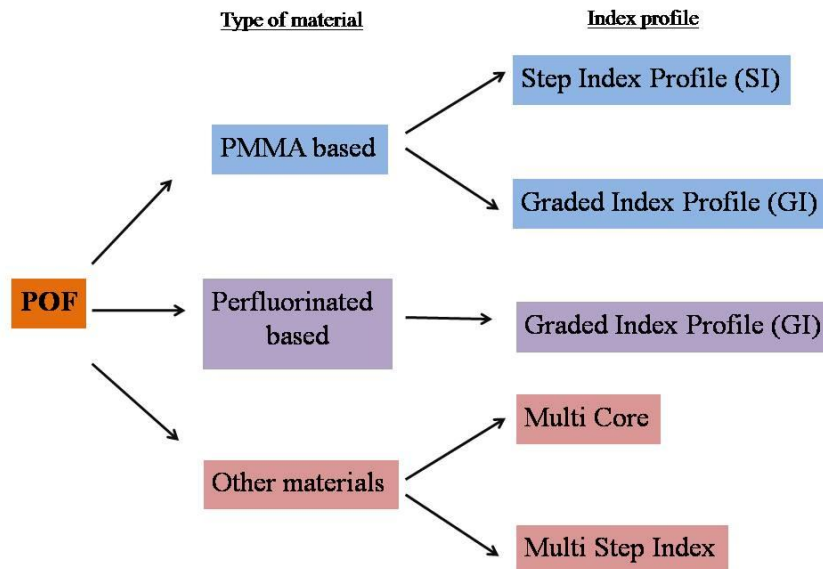 Type of material
Index profile
Step Index Profile (SI)
PMMA based
Graded Index Profile (GI)
POF
Perfluorinated
based
Graded Index Profile (GI)
Multi Core
Other materials
Multi Step Index